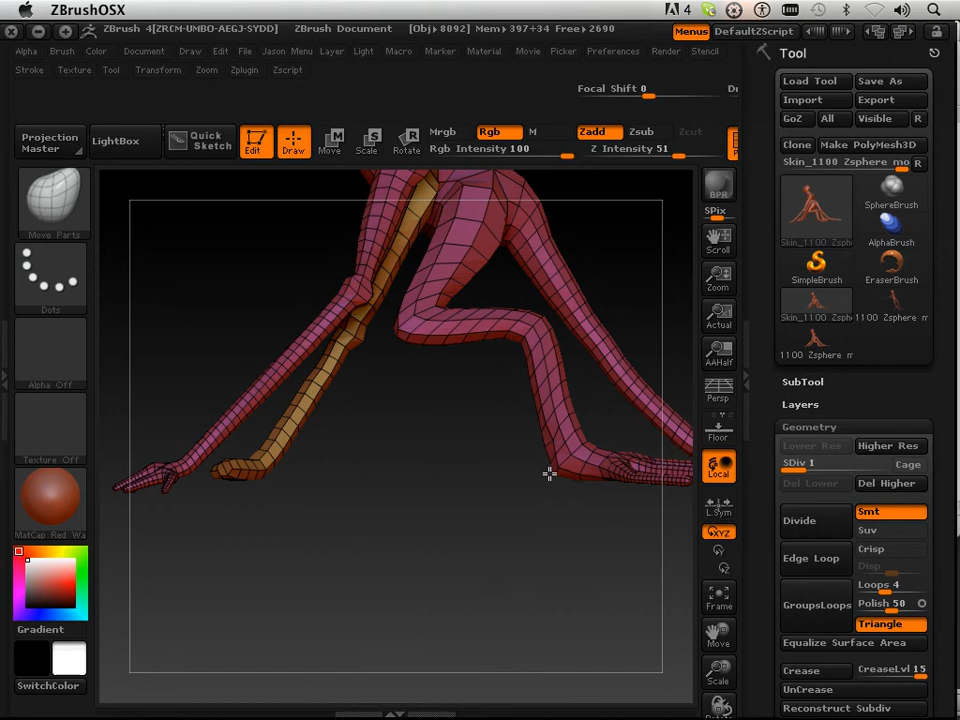 ZBrushOSX
4
ZBrush 4[ZRCM-UMBO-AEGJ-SYDD] ZBrush Document [Obj▸8092] Mem▸397+34 Free▸2690 Menus DefaultZScript
Alpha Brush Color Document Draw Edit File Jason Menu Layer Light Macro Marker Material Movie Picker Preferences Render Stencil
Stroke Texture Tool Transform Zoom Zplugin Zscript
Focal Shift 0
Projection Master
LightBox
Quick Sketch
Edit Draw Move Scale Rotate
Mrgb Rgb M Zadd Zsub Zcut
Rgb Intensity 100 Z Intensity 51
Move Parts
Dots
Alpha Off
Texture Off
MatCap Red Wa
Gradient
SwitchColor
BPR
SPix
Scroll
Zoom
Actual
AAHalf
Persp
Floor
Local
L.Sym
XYZ
Frame
Move
Scale
Tool
Load Tool Save As
Import Export
GoZ All Visible R
Clone Make PolyMesh3D
Skin_1100 Zsphere mo R
SphereBrush
Skin_1100 Zsph AlphaBrush
SimpleBrush EraserBrush
Skin_1100 Zsph 1100 Zsphere m
1100 Zsphere m
SubTool
Layers
Geometry
Lower Res Higher Res
SDiv 1 Cage
Del Lower Del Higher
Divide Smt
Suv
Edge Loop Crisp
Disp
GroupsLoops Loops 4
Polish 50
Triangle
Equalize Surface Area
Crease CreaseLvl 15
UnCrease
Reconstruct Subdiv